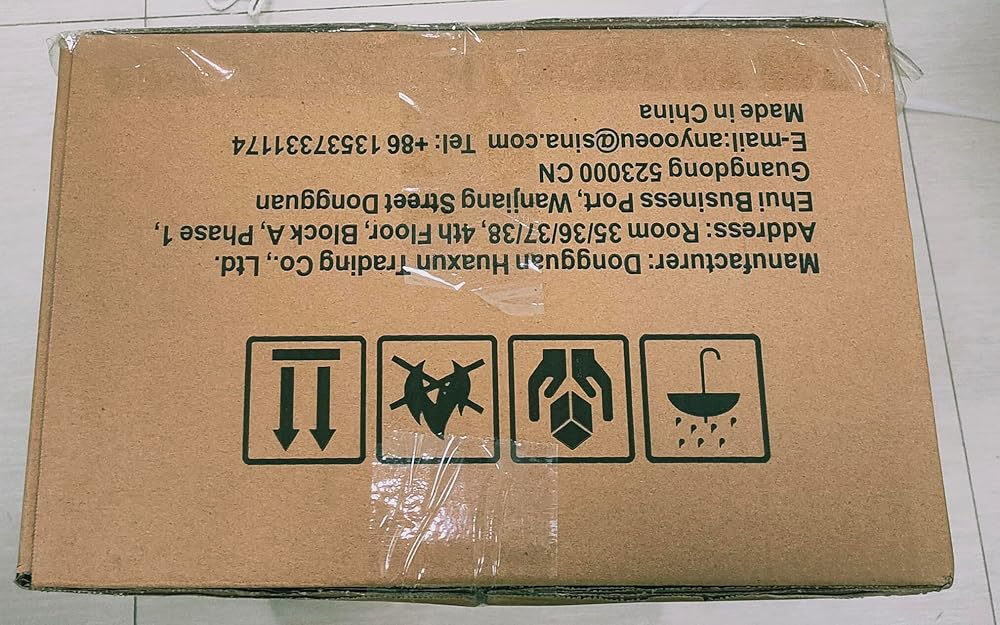 Manufacturer: Dongguan Huaxun Trading Co., Ltd.
Address: Room 35/36/37/38, 4th Floor, Block A, Phase 1,
Ehui Business Port, Wanjiang Street Dongguan
Guangdong 523000 CN
E-mail:anyooeu@sina.com Tel: +86 13537331174
Made in China